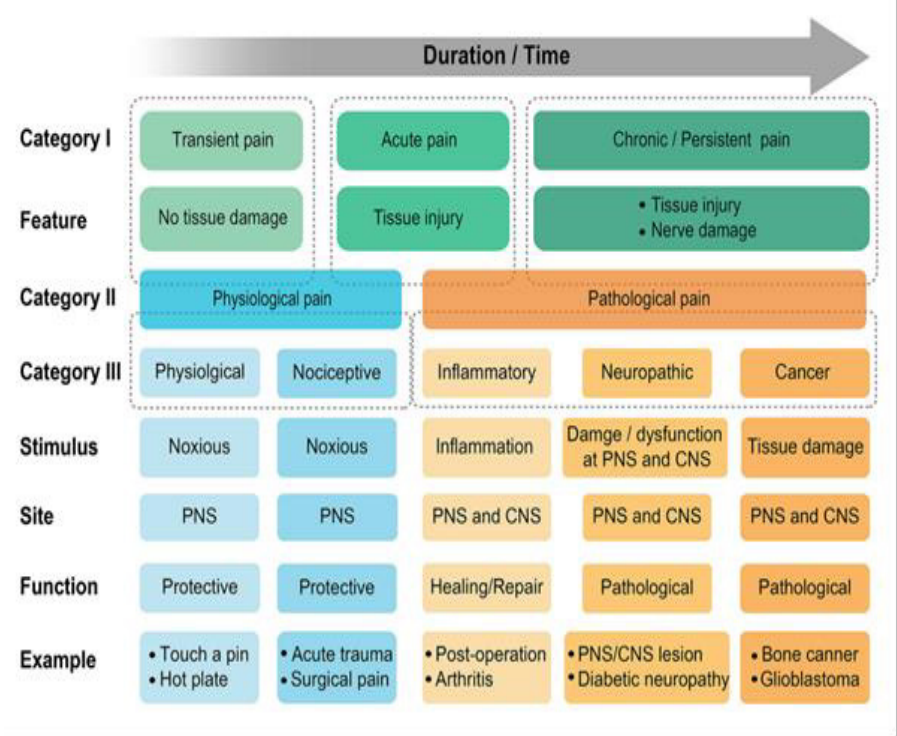 Duration / Time
Category I
Transient pain
Acute pain
Chronic / Persistent pain
Feature
No tissue damage
Tissue injury
• Tissue injury
• Nerve damage
Category II
Physiological pain
Pathological pain
Category III
Physiolgical
Nociceptive
Inflammatory
Neuropathic
Cancer
Stimulus
Noxious
Noxious
Inflammation
Damge / dysfunction
at PNS and CNS
Tissue damage
Site
PNS
PNS
PNS and CNS
PNS and CNS
PNS and CNS
Function
Protective
Protective
Healing/Repair
Pathological
Pathological
Example
• Touch a pin
• Hot plate
• Acute trauma
• Surgical pain
• Post-operation
• Arthritis
• PNS/CNS lesion
• Diabetic neuropathy
• Bone canner
• Glioblastoma